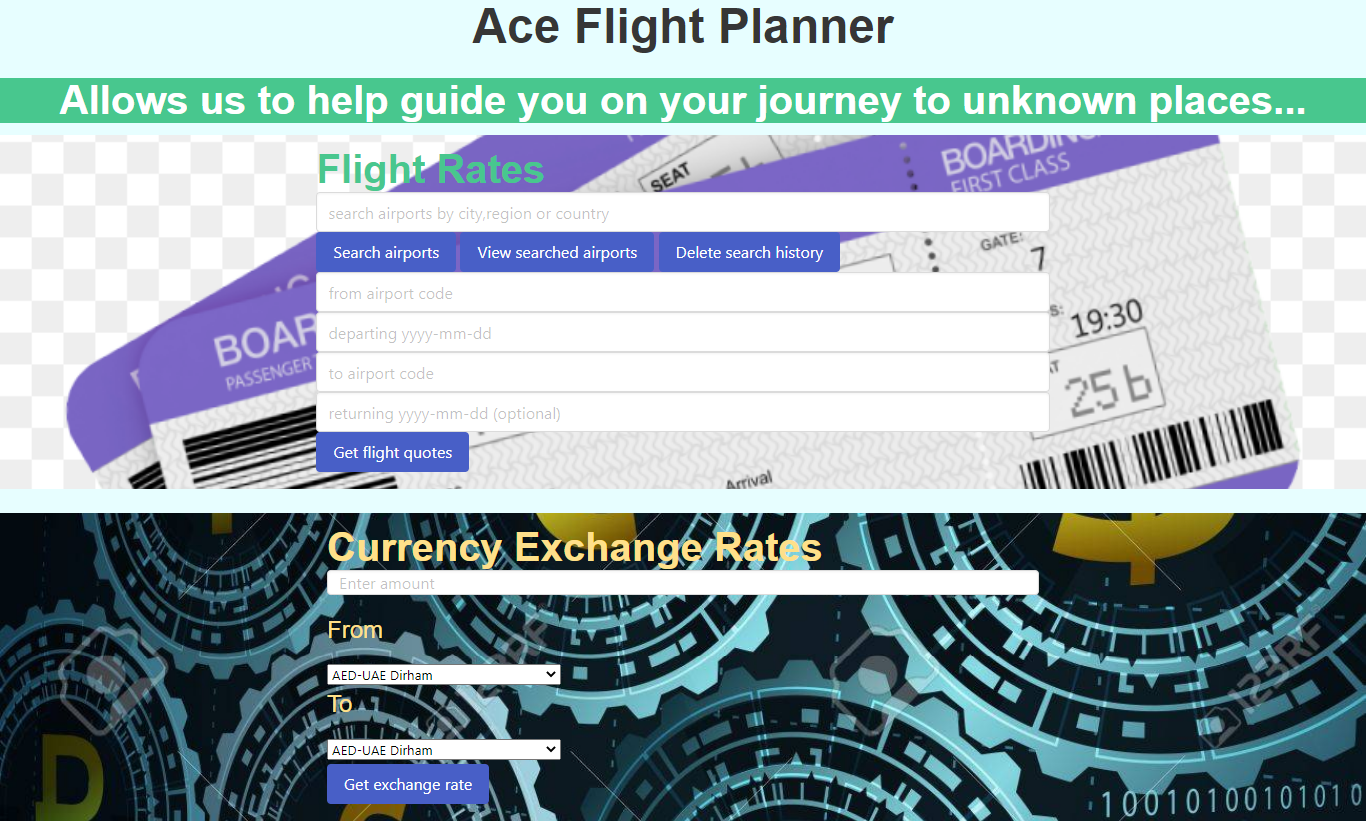 Ace Flight Planner
Allows us to help guide you on your journey to unknown places...
BOARDING
FIRST CLASS
SEAT
Flight Rates
search airports by city,region or country
Search airports View searched airports Delete search history
GATE:
7
from airport code
19:30
departing yyyy-mm-dd
BOAR
PASSENGER
to airport code
25b
returning yyyy-mm-dd (optional)
Get flight quotes
Arrival
Currency Exchange Rates
Enter amount
From
AED-UAE Dirham
To
AED-UAE Dirham
Get exchange rate
123RF
1001010010101 0